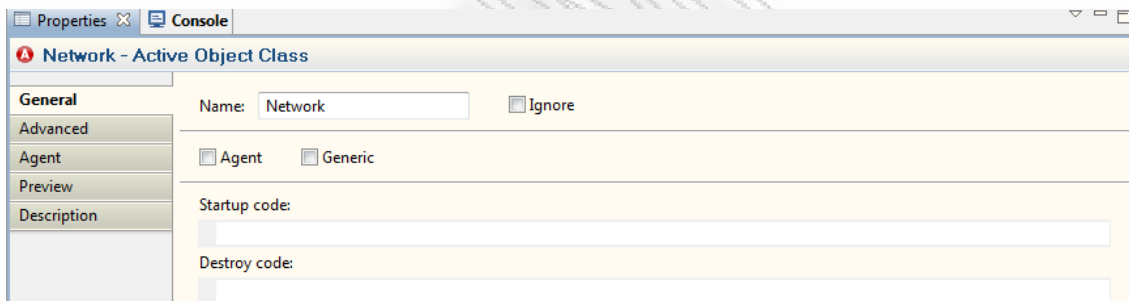 Properties Console
Network - Active Object Class
General
Name: Network Ignore
Advanced
Agent
Agent Generic
Preview
Startup code:
Description
Destroy code: